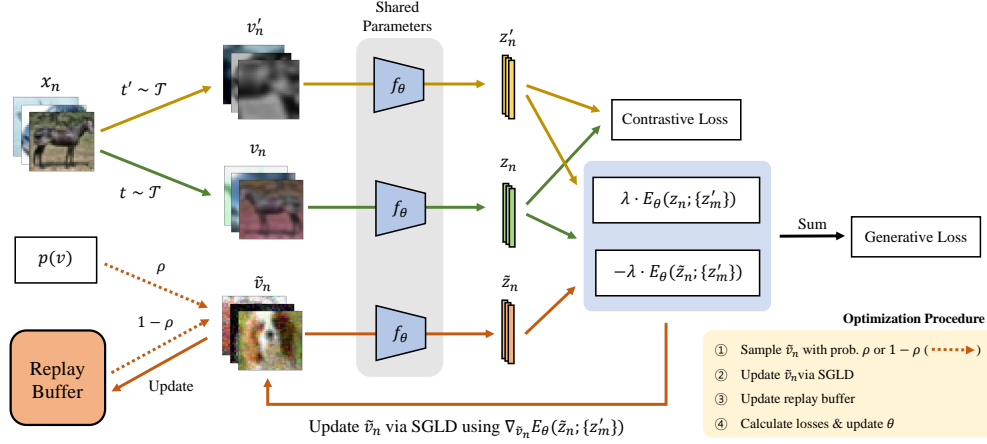 Shared
Parameters
x_n
t' ~ 𝒯
v'_n
f_θ
z'_n
Contrastive Loss
t ~ 𝒯
v_n
f_θ
z_n
λ · E_θ(z_n; {z'_m})
Sum
Generative Loss
−λ · E_θ(z̃_n; {z'_m})
p(v)
ρ
1 − ρ
ṽ_n
f_θ
z̃_n
Replay
Buffer
Update
Update ṽ_n via SGLD using ∇_ṽ_n E_θ(z̃_n; {z'_m})
Optimization Procedure
① Sample ṽ_n with prob. ρ or 1 − ρ ( )
② Update ṽ_n via SGLD
③ Update replay buffer
④ Calculate losses & update θ